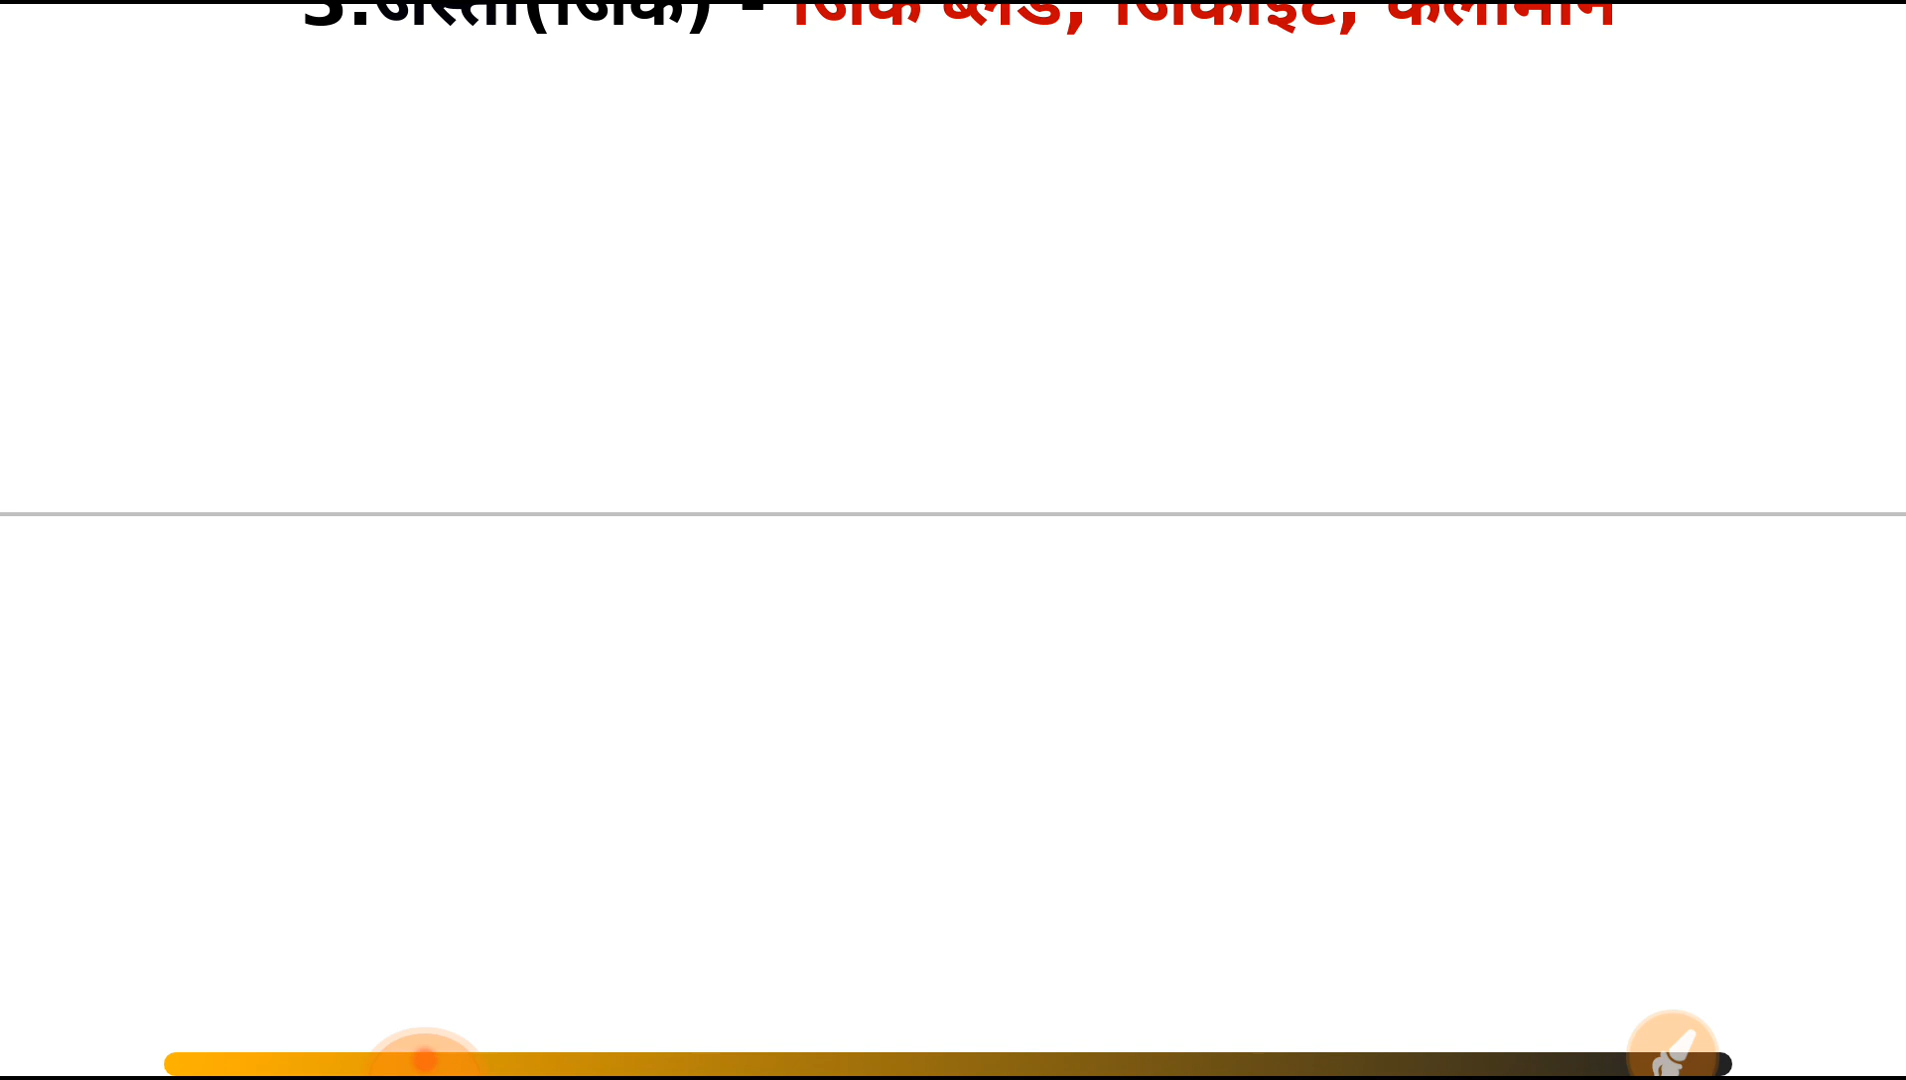 3.जस्ता(जिंक) - जिंक ब्लेंड, जिंकाइट, कैलामीन